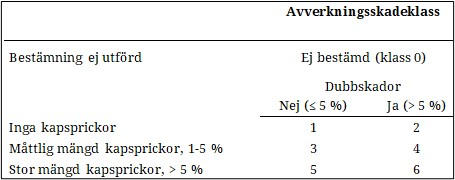 Avverkningsskadeklass
Bestämning ej utförd Ej bestämd (klass 0)
Dubbskador
Nej (≤ 5 %) Ja (> 5 %)
Inga kapsprickor 1 2
Måttlig mängd kapsprickor, 1-5 % 3 4
Stor mängd kapsprickor, > 5 % 5 6